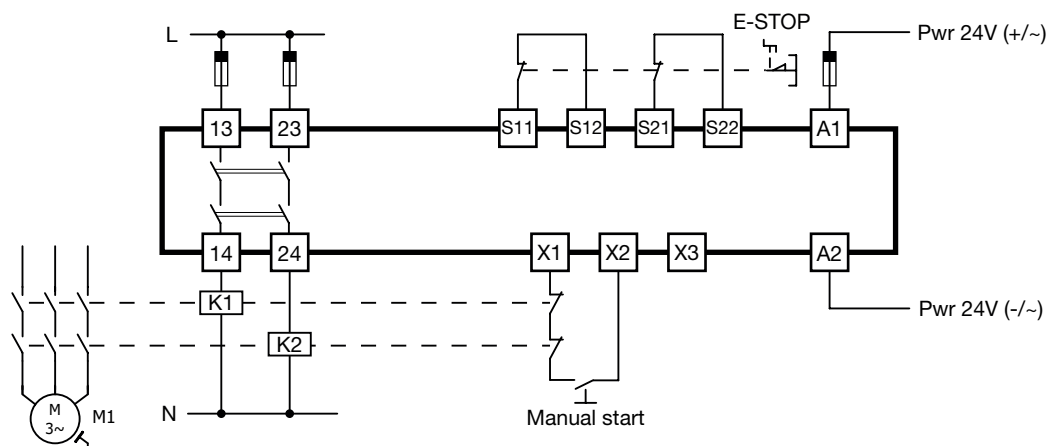 E-STOP
L
Pwr 24V (+/~)
13
23
S11
S12
S21
S22
A1
14
24
X1
X2
X3
A2
K1
Pwr 24V (-/~)
K2
M
3~
M1
N
Manual start